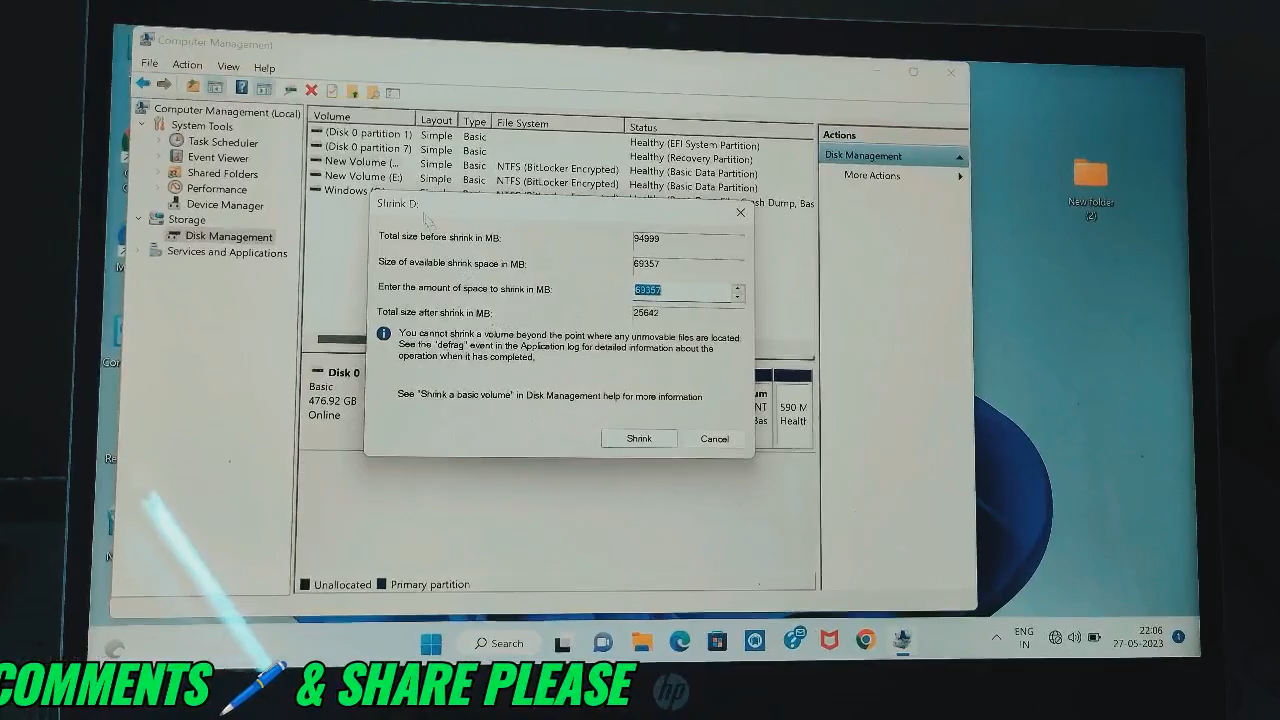 Computer Management
File Action View Help
Computer Management (Local)
System Tools
Task Scheduler
Event Viewer
Shared Folders
Performance
Device Manager
Storage
Disk Management
Services and Applications
Volume Layout Type File System Status
(Disk 0 partition 1) Simple Basic Healthy (EFI System Partition)
(Disk 0 partition 7) Simple Basic Healthy (Recovery Partition)
New Volume (... Simple Basic NTFS (BitLocker Encrypted) Healthy (Basic Data Partition)
New Volume (E:) Simple Basic NTFS (BitLocker Encrypted) Healthy (Basic Data Partition)
Windows
sh Dump, Bas
Actions
Disk Management
More Actions
Shrink D:
Total size before shrink in MB: 94999
Size of available shrink space in MB: 69357
Enter the amount of space to shrink in MB: 69357
Total size after shrink in MB: 25642
You cannot shrink a volume beyond the point where any unmovable files are located.
See the "defrag" event in the Application log for detailed information about the
operation when it has completed.
See "Shrink a basic volume" in Disk Management help for more information
Shrink Cancel
Disk 0
Basic
476.92 GB
Online
um
NT
Bas
590 M
Health
Unallocated Primary partition
New folder
(2)
Search
ENG
IN
22:06
27-05-2023
1
COMMENTS & SHARE PLEASE
hp